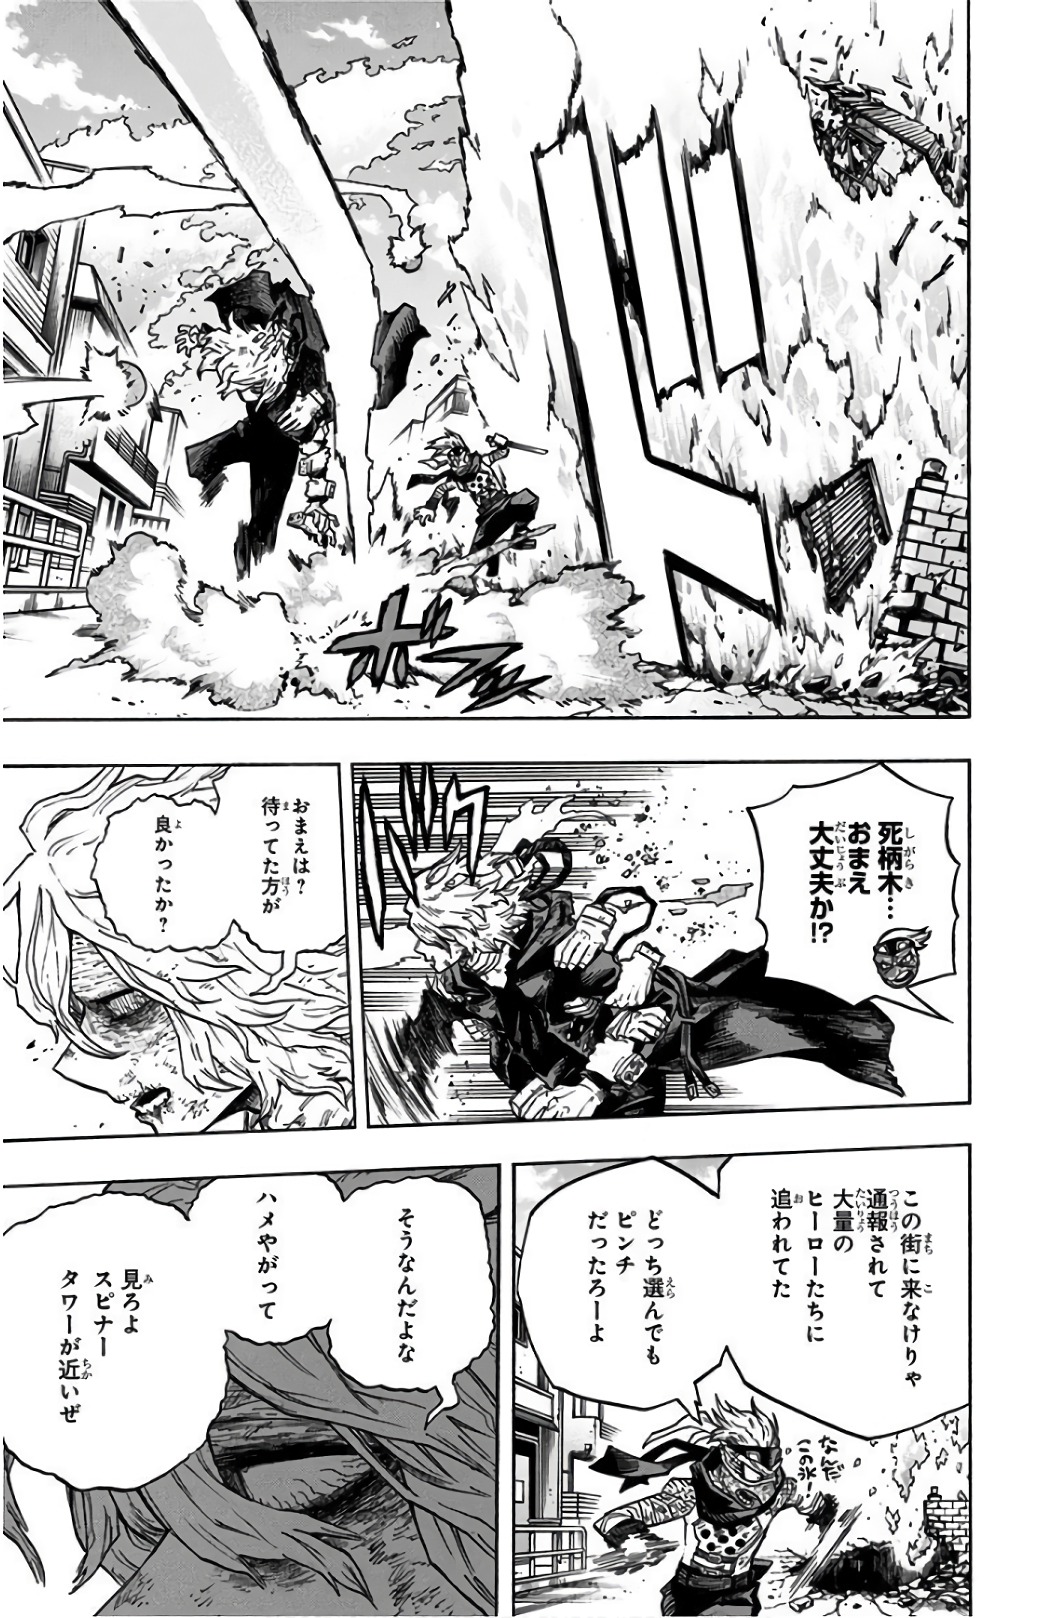 ボフッ
死柄木…
おまえ
大丈夫か!?
ドドッ
おまえは?
待ってた方が
良かったか?
この街に来なけりゃ
通報されて
大量の
ヒーローたちに
追われてた
どっち選んでも
ピンチ
だったろーよ
なんだ
この氷!
そうなんだよな
ハメやがって
見ろよ
スピナー
タワーが近いぜ